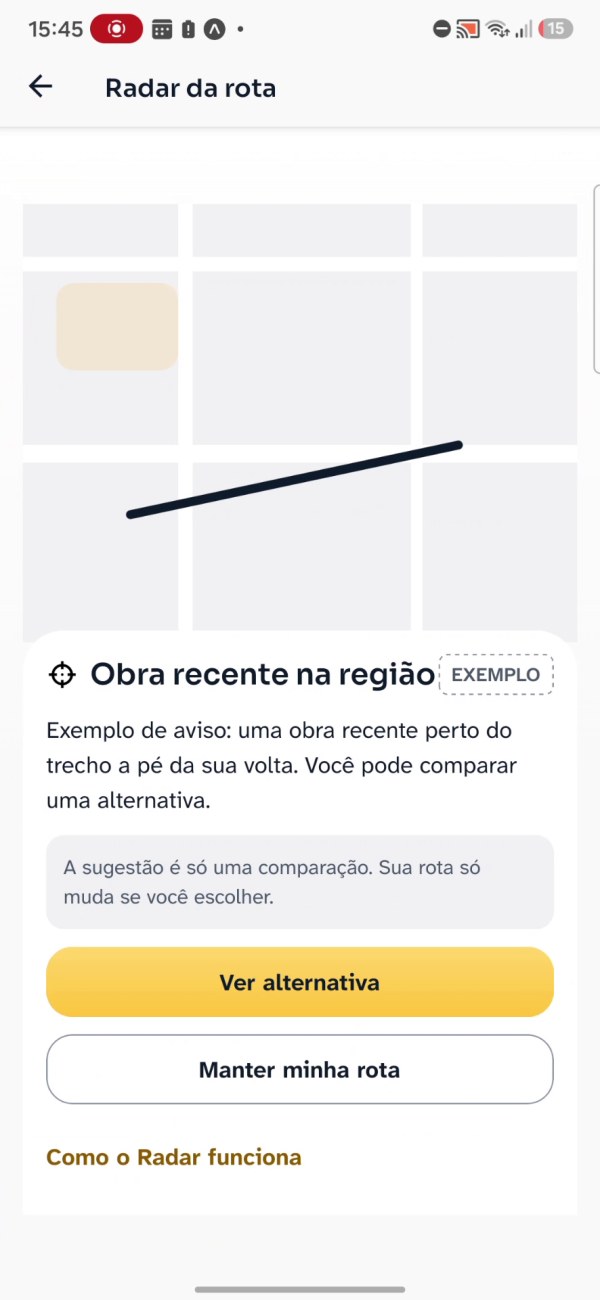 15:45
15
Radar da rota
Obra recente na região
EXEMPLO
Exemplo de aviso: uma obra recente perto do
trecho a pé da sua volta. Você pode comparar
uma alternativa.
A sugestão é só uma comparação. Sua rota só
muda se você escolher.
Ver alternativa
Manter minha rota
Como o Radar funciona